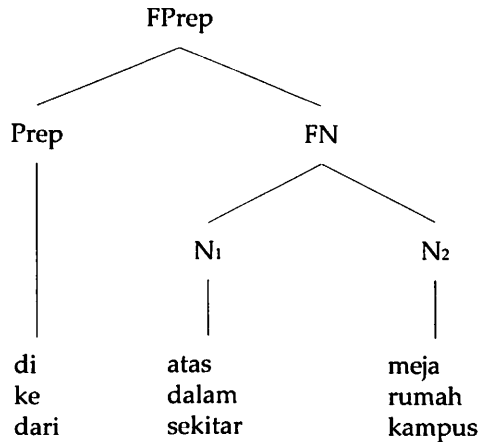 FPrep
Prep FN
N1 N2
di atas meja
ke dalam rumah
dari sekitar kampus